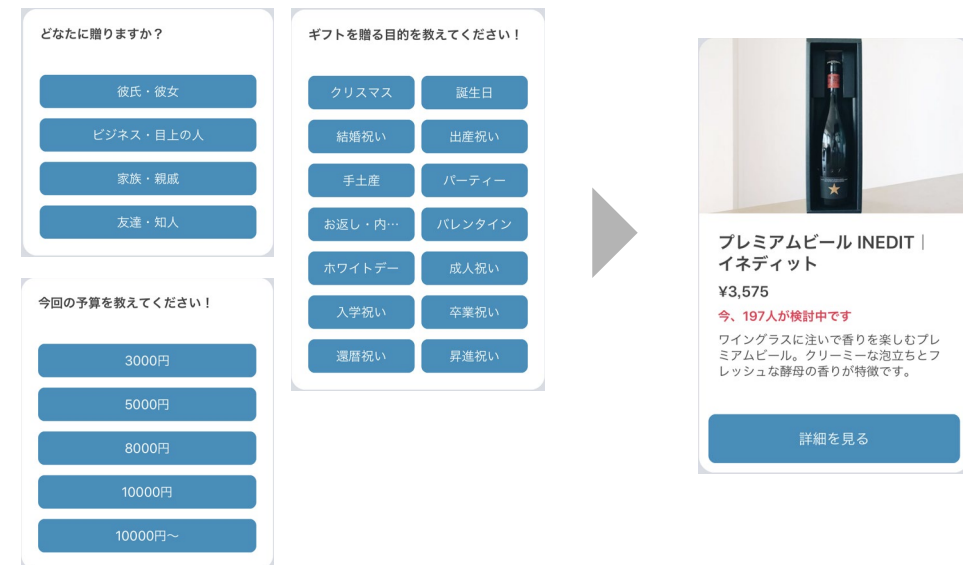 どなたに贈りますか？
彼氏・彼女
ビジネス・目上の人
家族・親戚
友達・知人
今回の予算を教えてください！
3000円
5000円
8000円
10000円
10000円〜
ギフトを贈る目的を教えてください！
クリスマス
誕生日
結婚祝い
出産祝い
手土産
パーティー
お返し・内…
バレンタイン
ホワイトデー
成人祝い
入学祝い
卒業祝い
還暦祝い
昇進祝い
プレミアムビール INEDIT｜
イネディット
¥3,575
今、197人が検討中です
ワイングラスに注いで香りを楽しむプレ
ミアムビール。クリーミーな泡立ちとフ
レッシュな酵母の香りが特徴です。
詳細を見る